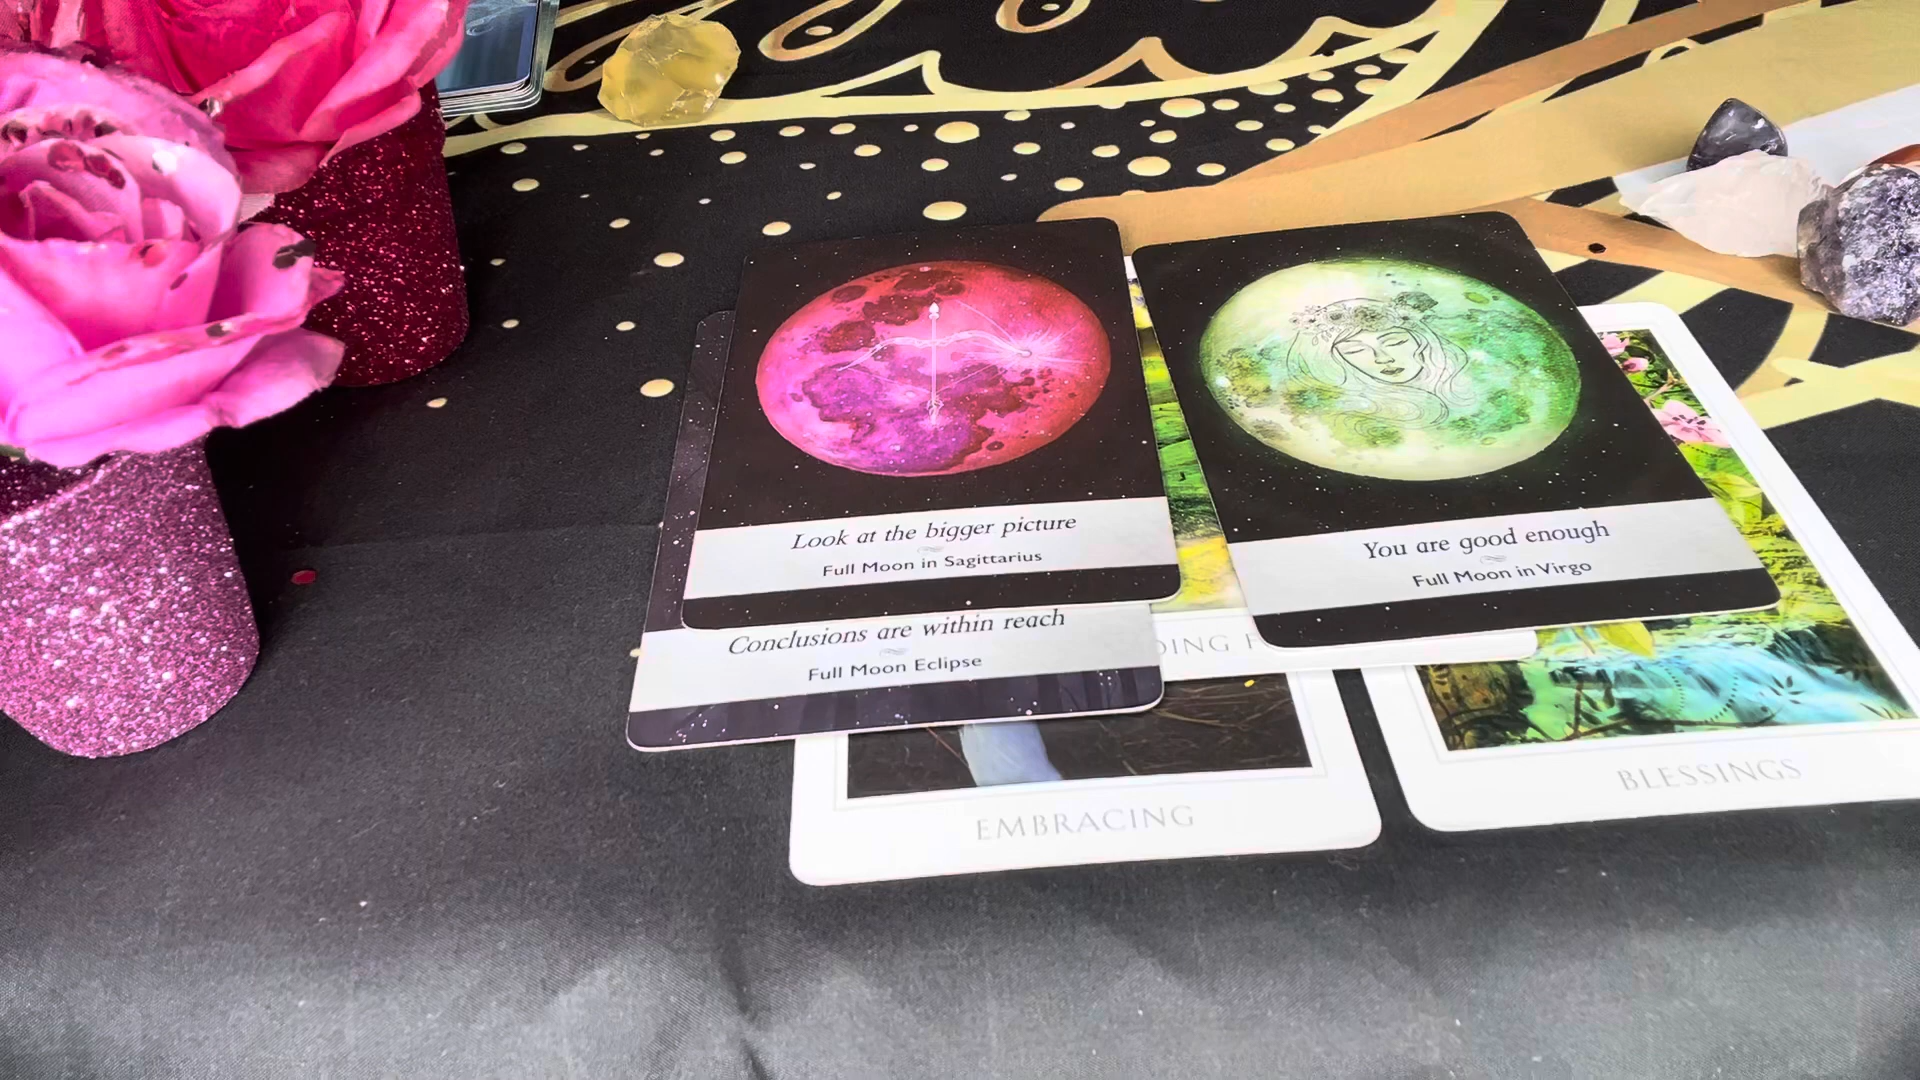 Look at the bigger picture
Full Moon in Sagittarius
You are good enough
Full Moon in Virgo
Conclusions are within reach
Full Moon Eclipse
EMBRACING
BLESSINGS